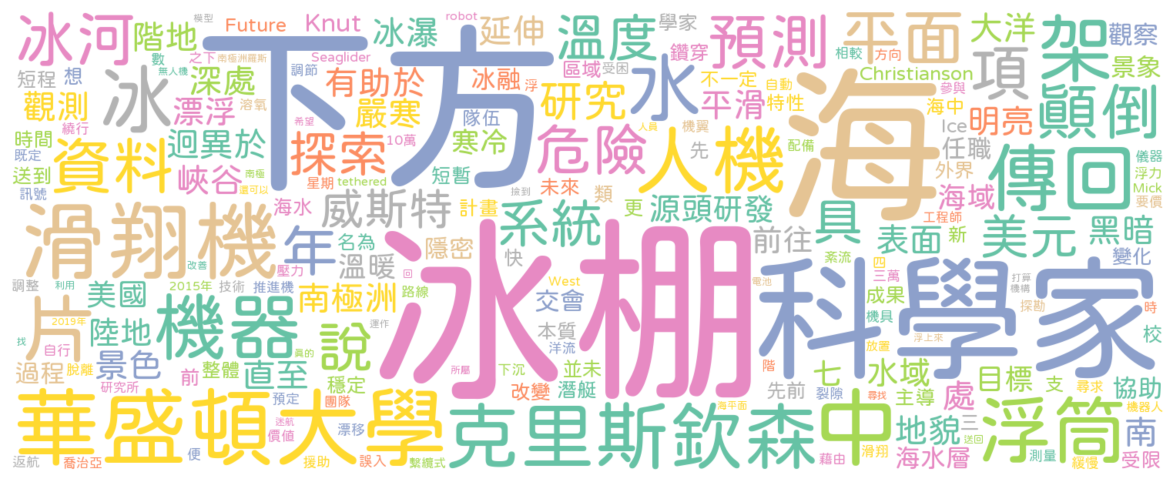 冰河
階地
模型
Future
Knut
冰瀑
robot
延伸
溫度
學家
鑽穿
預測
平面
大洋
架
觀察
之下
數
南極洲羅斯
無人機
Seaglider
調節
有助於
冰融
浮
區域
受困
相較
方向
項
景象
短程
想
深處
溶氧
下方
嚴寒
研究
水
不一定
自動
Christianson
參與
顛倒
觀測
漂浮
冰
繞行
希望
10萬
隊伍
平滑
特性
海
海中
明亮
時間
既定
資料
送到
訊號
迴異於
南極
還可以
峽谷
探索
寒冷
危險
人員
機翼
先
人機
配備
Ice
任職
外界
傳回
儀器
浮力
Mick
要價
星期
tethered
短暫
撿到
未來
類
海域
滑翔機
海水
威斯特
計畫
系統
更
源頭研發
具
工程師
新
表面
美元
黑暗
年
名為
溫暖
隱密
快
前往
紊流
四
三萬
變化
改善
壓力
回
冰棚
科學家
打算
機構
調整
美國
2015年
技術
推進機
南極洲
路線
West
交會
成果
探勘
時
片
2019年
利用
陸地
機器
說
運作
本質
洋流
電池
機具
放置
浮上來
校
找
自行
脫離
景色
過程
前
整體
直至
真的
穩定
所屬
下沉
並未
先前
階
七
水域
目標
支
尋求
協助
研究所
預定
團隊
改變
潛艇
裂隙
尋找
主導
處
機器人
華盛頓大學
迷航
價值
漂移
便
克里斯欽森
海平面
中
地貌
三
送回
浮筒
南
返航
喬治亞
援助
誤入
繫纜式
藉由
滑翔
海水層
測量
緩慢
受限